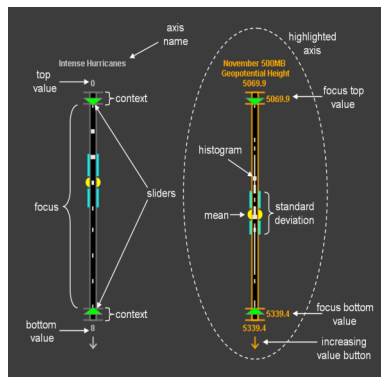 axis
name
highlighted
axis
Intense Hurricanes
November 500MB
Geopotential Height
top
value
0
5069.9
context
5069.9
focus top
value
histogram
focus
sliders
mean
standard
deviation
context
focus bottom
value
5339.4
bottom
value
8
5339.4
increasing
value button